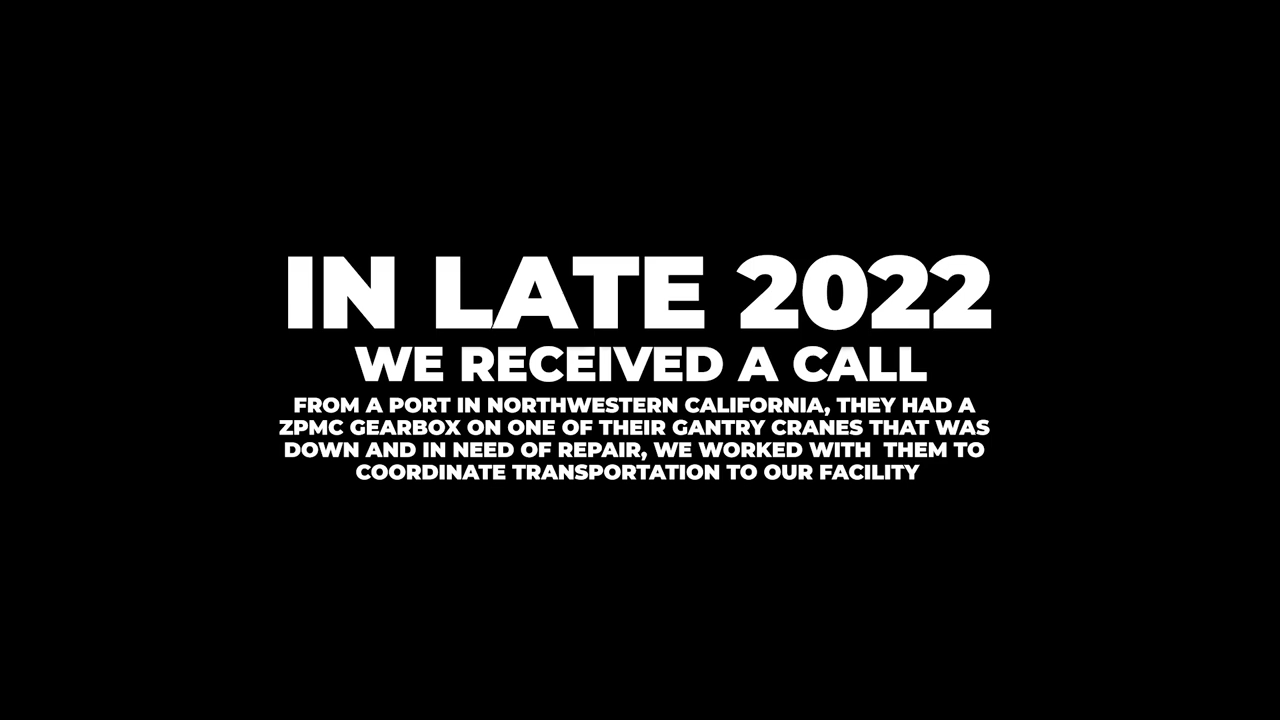 IN LATE 2022
WE RECEIVED A CALL
FROM A PORT IN NORTHWESTERN CALIFORNIA, THEY HAD A
ZPMC GEARBOX ON ONE OF THEIR GANTRY CRANES THAT WAS
DOWN AND IN NEED OF REPAIR, WE WORKED WITH  THEM TO
COORDINATE TRANSPORTATION TO OUR FACILITY